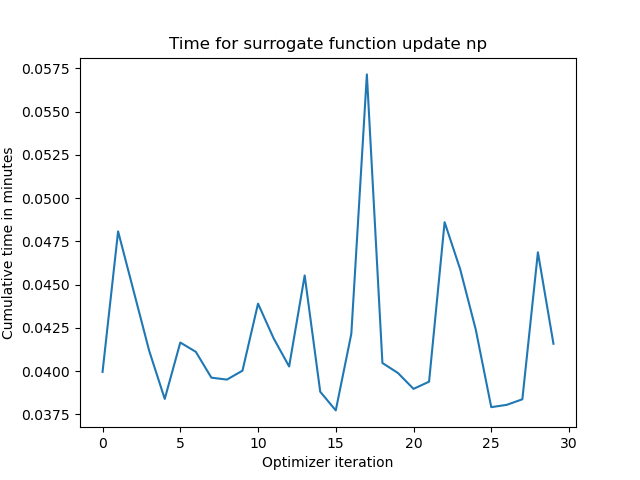 Time for surrogate function update np
0.0575
0.0550
0.0525
0.0500
0.0475
0.0450
0.0425
0.0400
0.0375
Cumulative time in minutes
0 5 10 15 20 25 30
Optimizer iteration